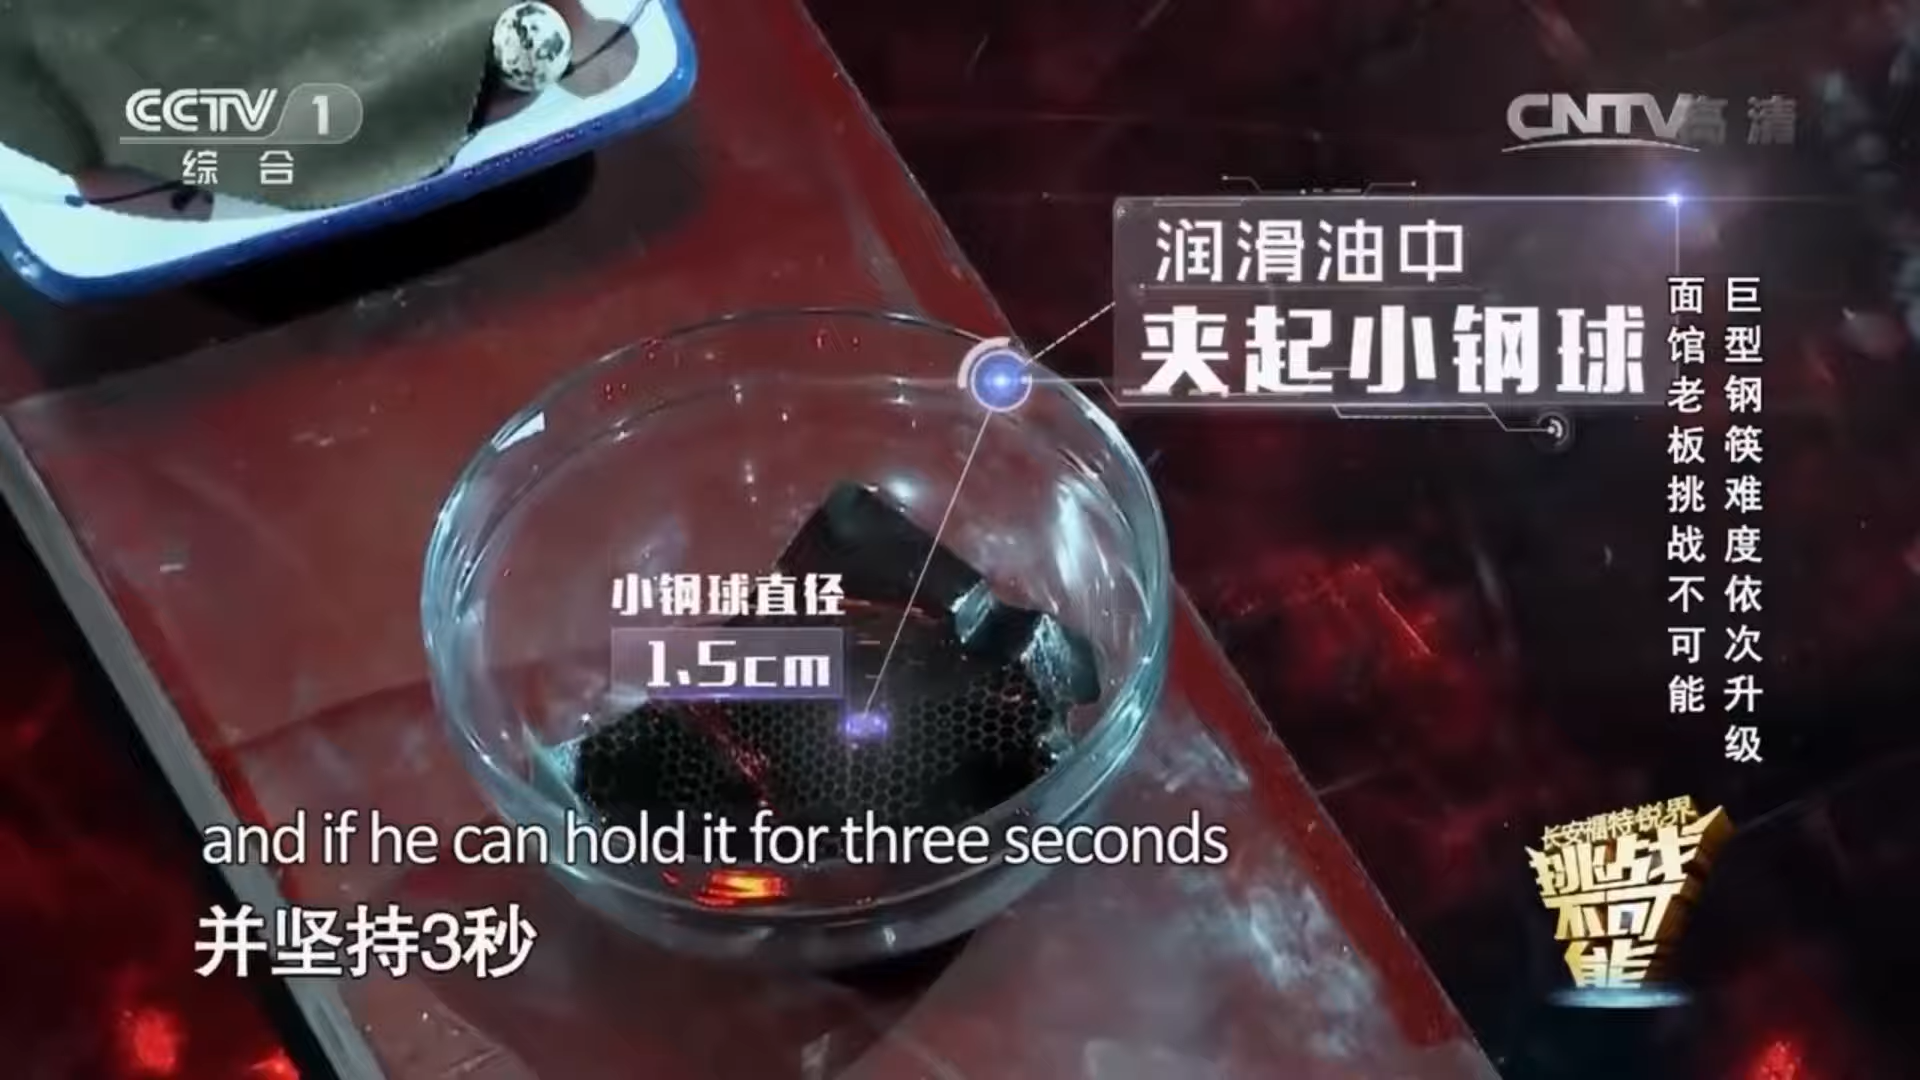 CCTV 1
综合
CNTV高清
润滑油中
夹起小钢球
巨型钢筷难度依次升级
面馆老板挑战不可能
小钢球直径
1.5cm
and if he can hold it for three seconds
并坚持3秒
长安福特锐界
挑战
不可
能